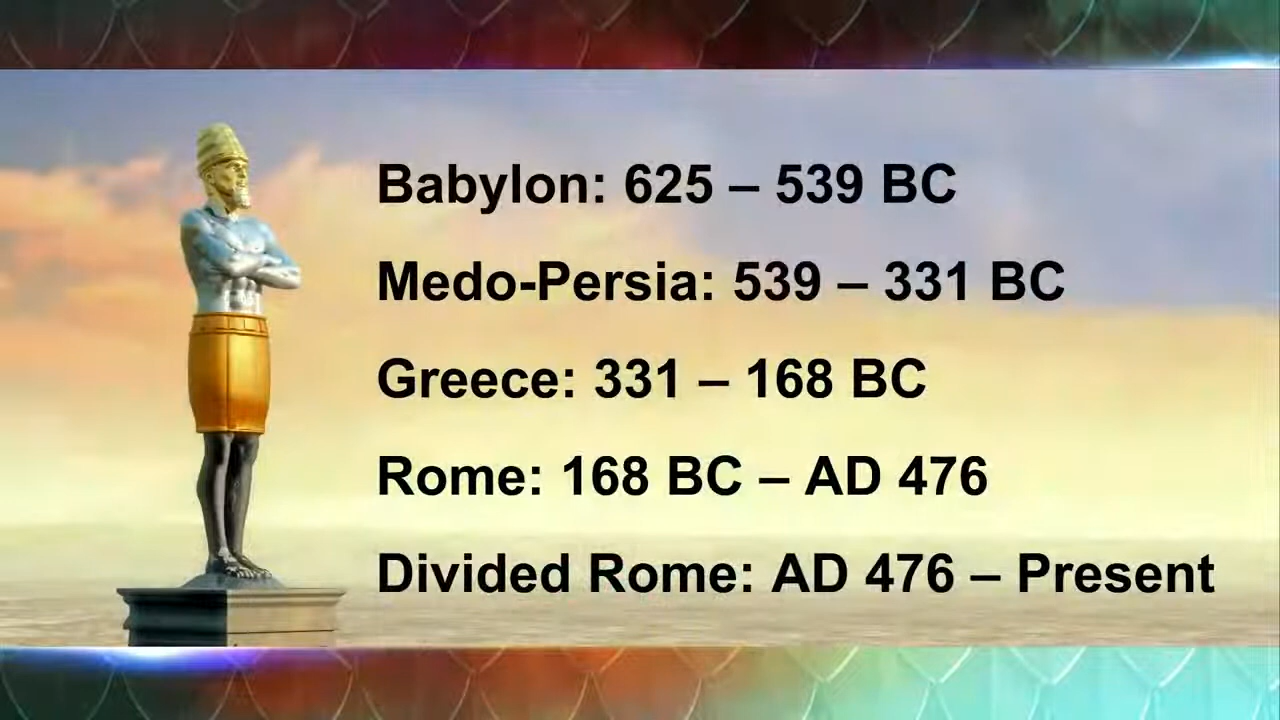 Babylon: 625 – 539 BC
Medo-Persia: 539 – 331 BC
Greece: 331 – 168 BC
Rome: 168 BC – AD 476
Divided Rome: AD 476 – Present